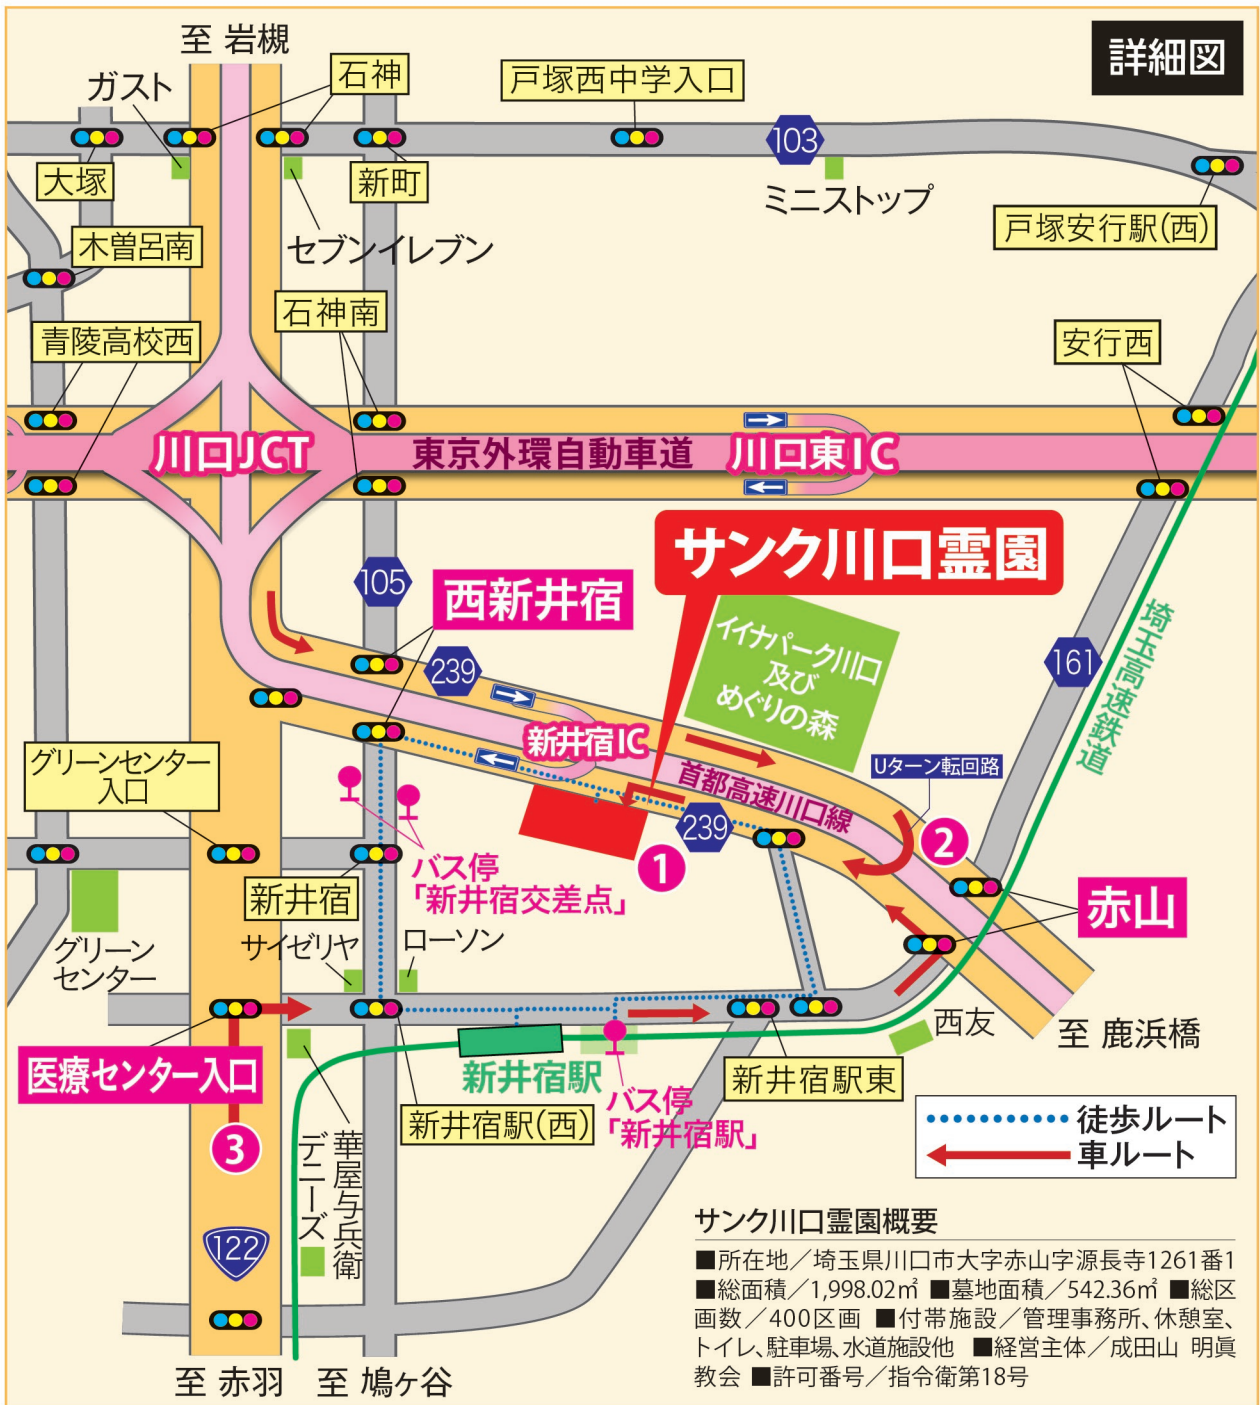 詳細図
至 岩槻
ガスト
石神
戸塚西中学入口
103
大塚
新町
ミニストップ
戸塚安行駅(西)
木曽呂南
セブンイレブン
石神南
青陵高校西
安行西
川口JCT
東京外環自動車道
川口東IC
サンク川口霊園
105
西新井宿
239
イイナパーク川口
及び
めぐりの森
161
埼玉高速鉄道
新井宿IC
グリーンセンター
入口
Uターン転回路
首都高速川口線
239
1
2
バス停
「新井宿交差点」
新井宿
赤山
グリーン
センター
サイゼリヤ
ローソン
西友
至 鹿浜橋
医療センター入口
新井宿駅
新井宿駅東
新井宿駅(西)
バス停
「新井宿駅」
3
デニーズ
華屋与兵衛
徒歩ルート
車ルート
122
至 赤羽
至 鳩ヶ谷
サンク川口霊園概要
■所在地／埼玉県川口市大字赤山字源長寺1261番1
■総面積／1,998.02㎡ ■墓地面積／542.36㎡ ■総区
画数／400区画 ■付帯施設／管理事務所、休憩室、
トイレ、駐車場、水道施設他 ■経営主体／成田山 明眞
教会 ■許可番号／指令衛第18号